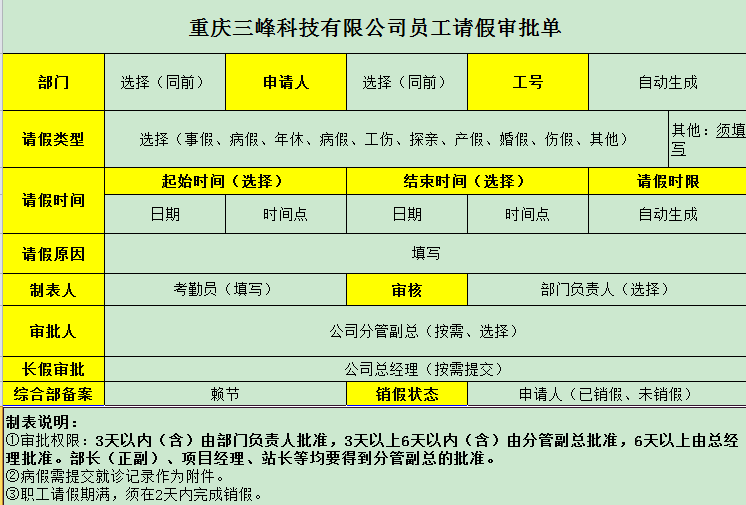 重庆三峰科技有限公司员工请假审批单
部门 选择（同前） 申请人 选择（同前） 工号 自动生成
请假类型 选择（事假、病假、年休、病假、工伤、探亲、产假、婚假、伤假、其他） 其他：须填
写
请假时间 起始时间（选择） 结束时间（选择） 请假时限
日期 时间点 日期 时间点 自动生成
请假原因 填写
制表人 考勤员（填写） 审核 部门负责人（选择）
审批人 公司分管副总（按需、选择）
长假审批 公司总经理（按需提交）
综合部备案 赖节 销假状态 申请人（已销假、未销假）
制表说明：
①审批权限：3天以内（含）由部门负责人批准，3天以上6天以内（含）由分管副总批准，6天以上由总经
理批准。部长（正副）、项目经理、站长等均要得到分管副总的批准。
②病假需提交就诊记录作为附件。
③职工请假期满，须在2天内完成销假。